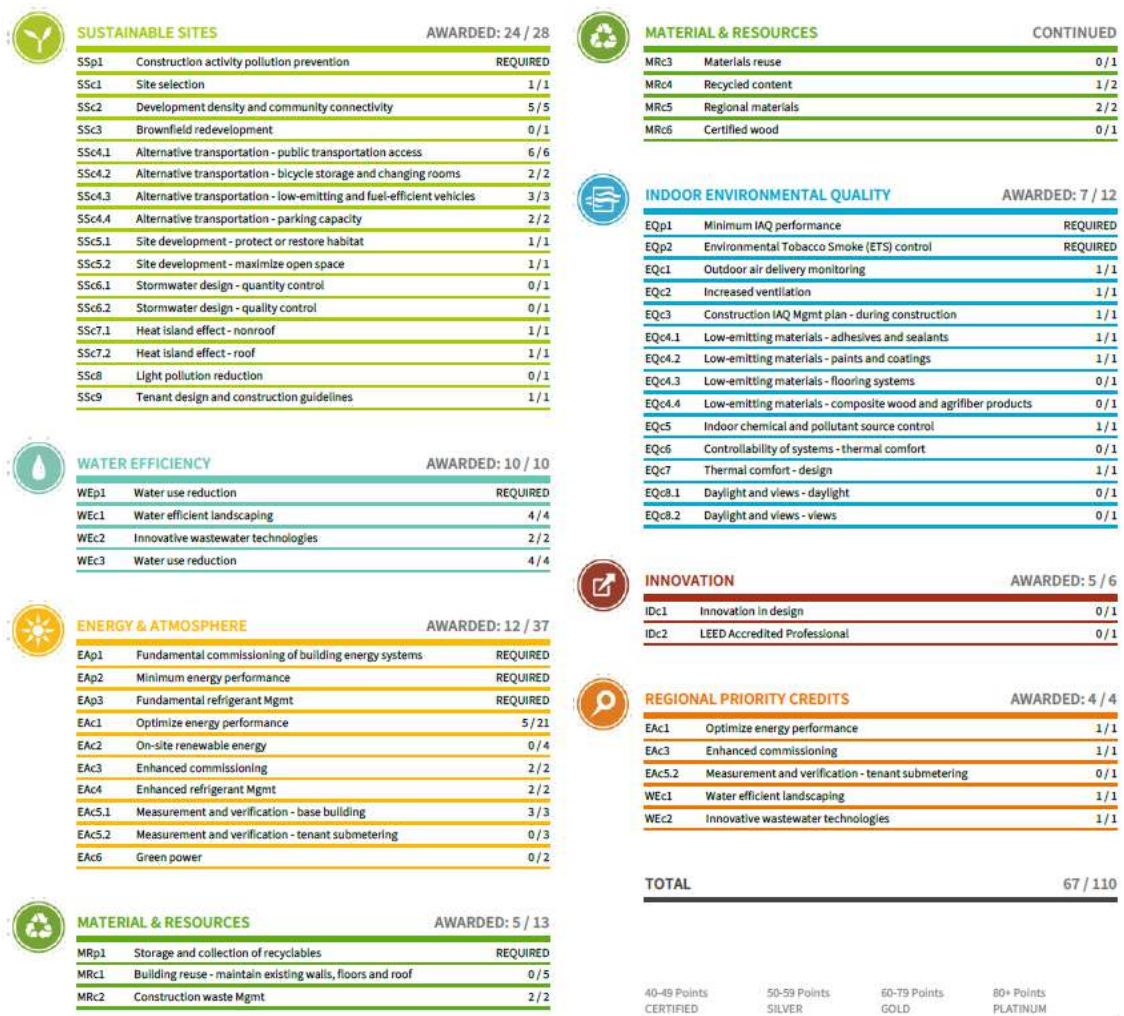 SUSTAINABLE SITES AWARDED: 24 / 28
SSp1 Construction activity pollution prevention REQUIRED
SSc1 Site selection 1 / 1
SSc2 Development density and community connectivity 5 / 5
SSc3 Brownfield redevelopment 0 / 1
SSc4.1 Alternative transportation - public transportation access 6 / 6
SSc4.2 Alternative transportation - bicycle storage and changing rooms 2 / 2
SSc4.3 Alternative transportation - low-emitting and fuel-efficient vehicles 3 / 3
SSc4.4 Alternative transportation - parking capacity 2 / 2
SSc5.1 Site development - protect or restore habitat 1 / 1
SSc5.2 Site development - maximize open space 1 / 1
SSc6.1 Stormwater design - quantity control 0 / 1
SSc6.2 Stormwater design - quality control 0 / 1
SSc7.1 Heat island effect - nonroof 1 / 1
SSc7.2 Heat island effect - roof 1 / 1
SSc8 Light pollution reduction 0 / 1
SSc9 Tenant design and construction guidelines 1 / 1
WATER EFFICIENCY AWARDED: 10 / 10
WEp1 Water use reduction REQUIRED
WEc1 Water efficient landscaping 4 / 4
WEc2 Innovative wastewater technologies 2 / 2
WEc3 Water use reduction 4 / 4
ENERGY & ATMOSPHERE AWARDED: 12 / 37
EAp1 Fundamental commissioning of building energy systems REQUIRED
EAp2 Minimum energy performance REQUIRED
EAp3 Fundamental refrigerant Mgmt REQUIRED
EAc1 Optimize energy performance 5 / 21
EAc2 On-site renewable energy 0 / 4
EAc3 Enhanced commissioning 2 / 2
EAc4 Enhanced refrigerant Mgmt 2 / 2
EAc5.1 Measurement and verification - base building 3 / 3
EAc5.2 Measurement and verification - tenant submetering 0 / 3
EAc6 Green power 0 / 2
MATERIAL & RESOURCES AWARDED: 5 / 13
MRp1 Storage and collection of recyclables REQUIRED
MRc1 Building reuse - maintain existing walls, floors and roof 0 / 5
MRc2 Construction waste Mgmt 2 / 2
MATERIAL & RESOURCES CONTINUED
MRc3 Materials reuse 0 / 1
MRc4 Recycled content 1 / 2
MRc5 Regional materials 2 / 2
MRc6 Certified wood 0 / 1
INDOOR ENVIRONMENTAL QUALITY AWARDED: 7 / 12
EQp1 Minimum IAQ performance REQUIRED
EQp2 Environmental Tobacco Smoke (ETS) control REQUIRED
EQc1 Outdoor air delivery monitoring 1 / 1
EQc2 Increased ventilation 1 / 1
EQc3 Construction IAQ Mgmt plan - during construction 1 / 1
EQc4.1 Low-emitting materials - adhesives and sealants 1 / 1
EQc4.2 Low-emitting materials - paints and coatings 1 / 1
EQc4.3 Low-emitting materials - flooring systems 0 / 1
EQc4.4 Low-emitting materials - composite wood and agrifiber products 0 / 1
EQc5 Indoor chemical and pollutant source control 1 / 1
EQc6 Controllability of systems - thermal comfort 0 / 1
EQc7 Thermal comfort - design 1 / 1
EQc8.1 Daylight and views - daylight 0 / 1
EQc8.2 Daylight and views - views 0 / 1
INNOVATION AWARDED: 5 / 6
IDc1 Innovation in design 0 / 1
IDc2 LEED Accredited Professional 0 / 1
REGIONAL PRIORITY CREDITS AWARDED: 4 / 4
EAc1 Optimize energy performance 1 / 1
EAc3 Enhanced commissioning 1 / 1
EAc5.2 Measurement and verification - tenant submetering 0 / 1
WEc1 Water efficient landscaping 1 / 1
WEc2 Innovative wastewater technologies 1 / 1
TOTAL 67 / 110
40-49 Points 50-59 Points 60-79 Points 80+ Points
CERTIFIED SILVER GOLD PLATINUM